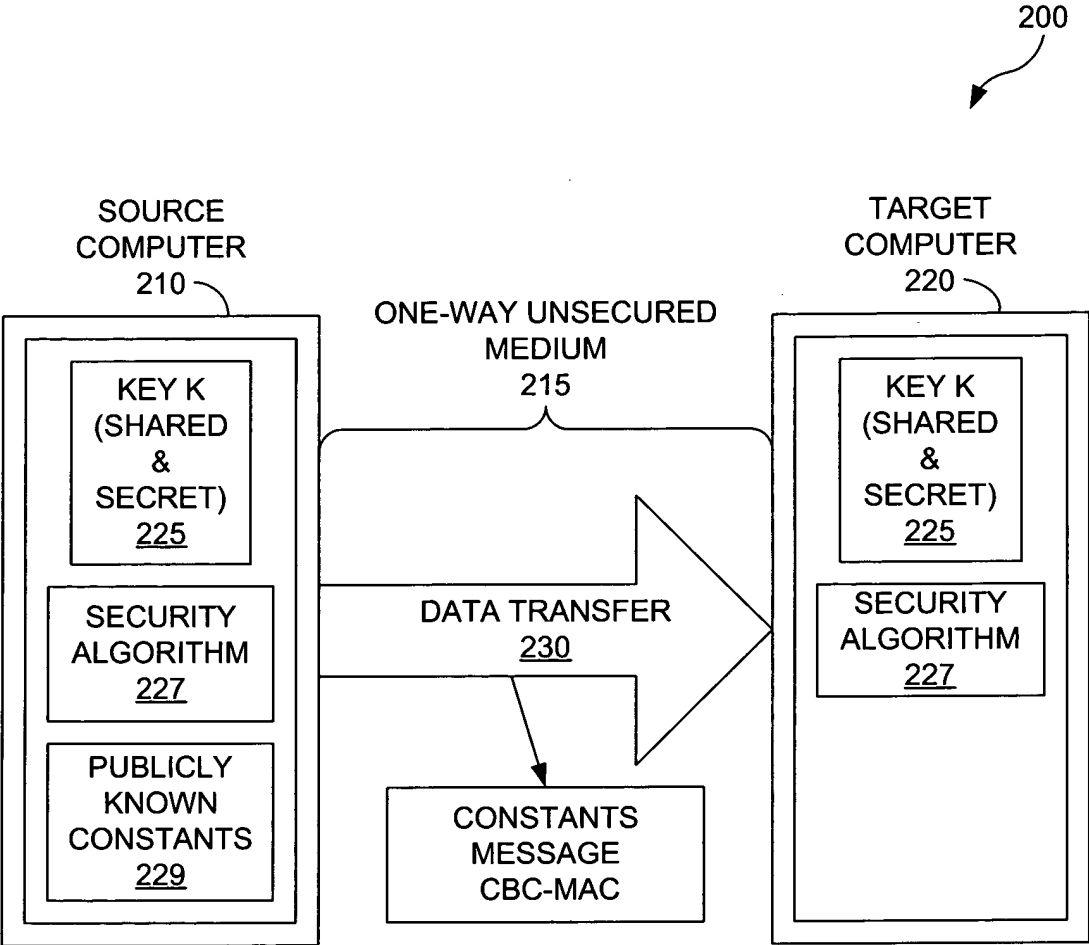 200
SOURCE
COMPUTER
210
ONE-WAY UNSECURED
MEDIUM
215
TARGET
COMPUTER
220
KEY K
(SHARED
&
SECRET)
225
SECURITY
ALGORITHM
227
PUBLICLY
KNOWN
CONSTANTS
229
DATA TRANSFER
230
CONSTANTS
MESSAGE
CBC-MAC
KEY K
(SHARED
&
SECRET)
225
SECURITY
ALGORITHM
227